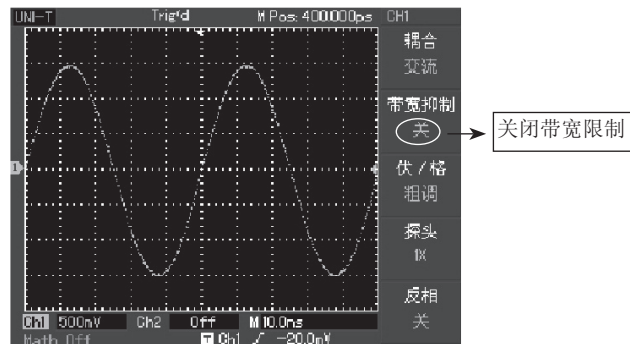 UNI-T Trig'd M Pos: 400.000ps CH1
耦合
交流
带宽抑制
关
关闭带宽限制
伏/格
粗调
探头
1X
反相
关
Ch1 500mV Ch2 Off M 10.0ns
Math Off T Ch1 / -20.0mV